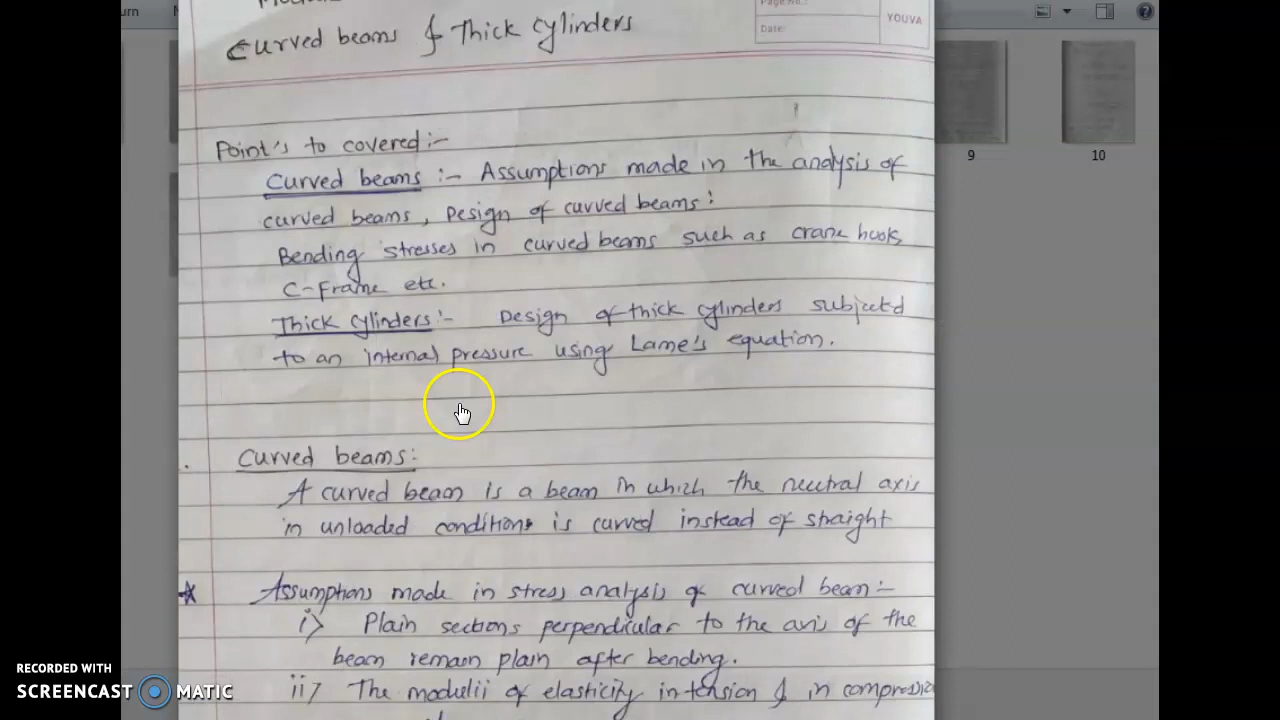 urn
Page No.:
Date:
YOUVA
Curved beams & Thick cylinders
Point's to covered :-
Curved beams :- Assumptions made in the analysis of
curved beams, Design of curved beams :
Bending stresses in curved beams such as crane hook,
C-Frame etc.
Thick cylinders :- Design of thick cylinders subjected
to an internal pressure using Lame's equation.
9
10
Curved beams :
A curved beam is a beam in which the neutral axis
in unloaded conditions is curved instead of straight
Assumptions made in stress analysis of curved beam :-
i) Plain sections perpendicular to the axis of the
beam remain plain after bending.
ii) The modulii of elasticity in tension & in compressio
RECORDED WITH
SCREENCAST MATIC